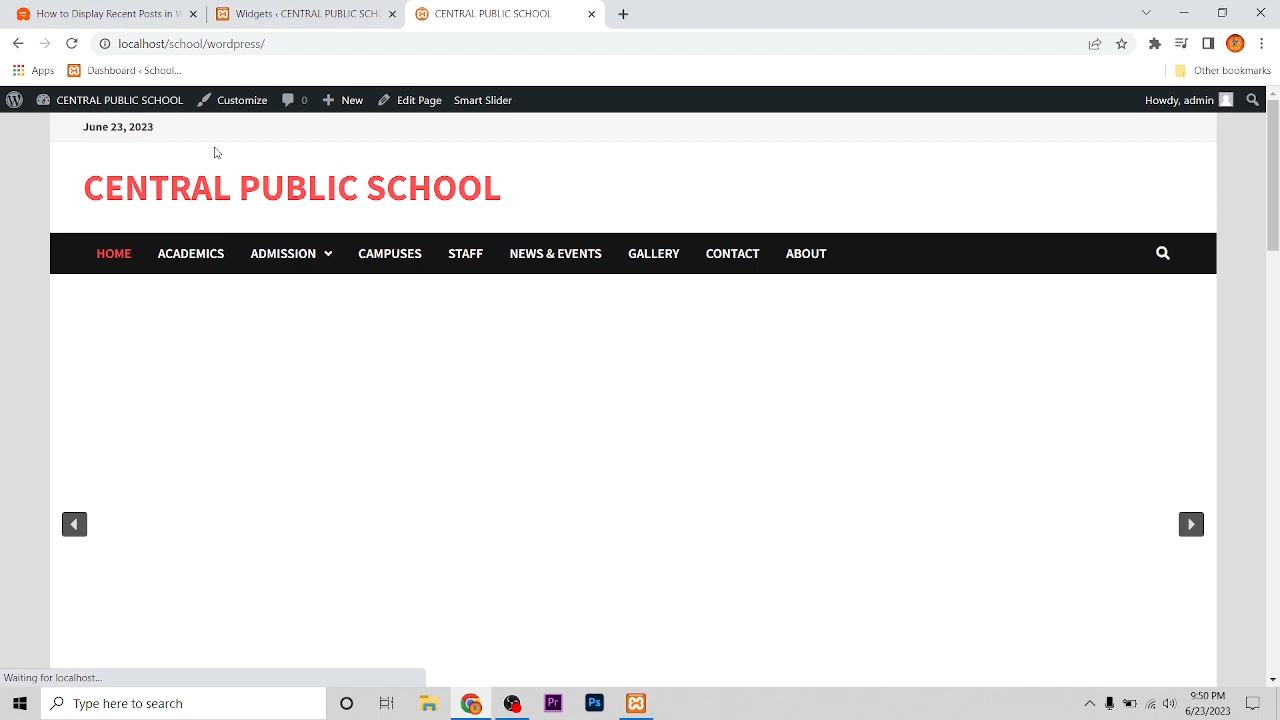 How to Display Recent Posts in W
Widgets ‹ CENTRAL PUBLIC SCHO
CENTRAL PUBLIC SCHOOL
localhost/school/wordpress/
Apps
Dashboard ‹ School...
Other bookmarks
CENTRAL PUBLIC SCHOOL
Customize
0
New
Edit Page
Smart Slider
Howdy, admin
June 23, 2023
CENTRAL PUBLIC SCHOOL
HOME ACADEMICS ADMISSION CAMPUSES STAFF NEWS & EVENTS GALLERY CONTACT ABOUT
Waiting for localhost...
Type here to search
Pr
Ps
9:50 PM
6/23/2023